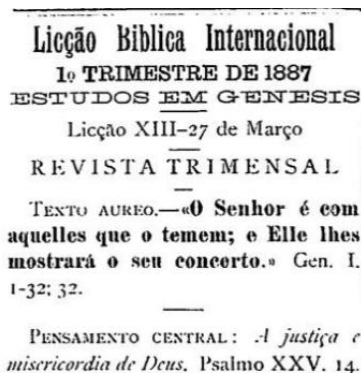 Licção Biblica Internacional
1º TRIMESTRE DE 1887
ESTUDOS EM GENESIS
Licção XIII–27 de Março
REVISTA TRIMENSAL
TEXTO AUREO.—«O Senhor é com
aquelles que o temem; e Elle lhes
mostrará o seu concerto.» Gen. I.
1-32; 32.
PENSAMENTO CENTRAL: A justiça e
misericordia de Deus. Psalmo XXV. 14.